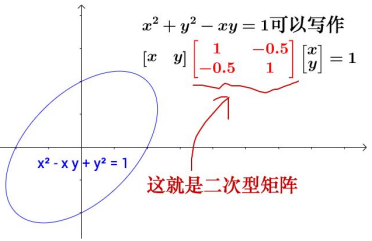 x² + y² − xy = 1可以写作
[x y] [1 −0.5 −0.5 1] [x y] = 1
x² - x y + y² = 1
这就是二次型矩阵